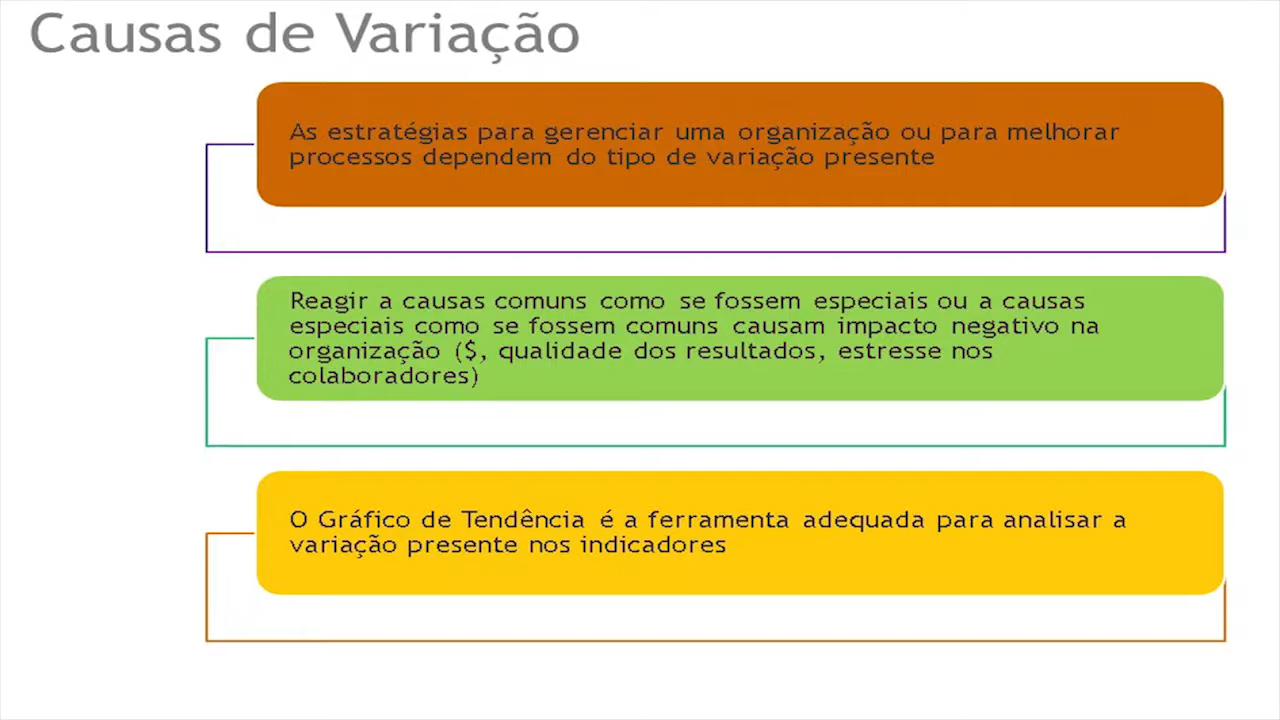 Causas de Variação
As estratégias para gerenciar uma organização ou para melhorar
processos dependem do tipo de variação presente
Reagir a causas comuns como se fossem especiais ou a causas
especiais como se fossem comuns causam impacto negativo na
organização ($, qualidade dos resultados, estresse nos
colaboradores)
O Gráfico de Tendência é a ferramenta adequada para analisar a
variação presente nos indicadores